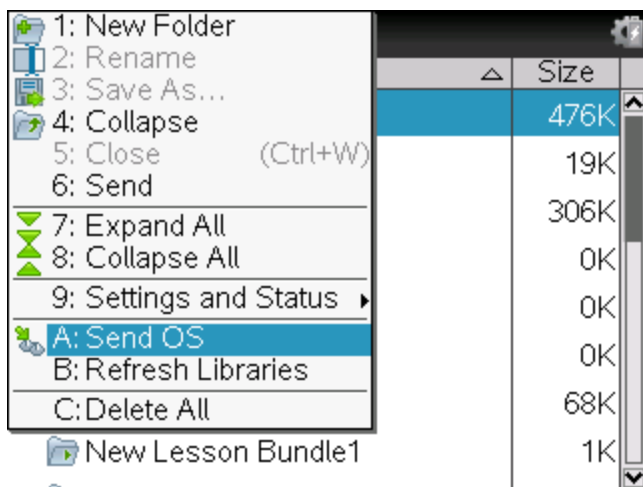 1: New Folder
2: Rename
3: Save As...
4: Collapse
5: Close (Ctrl+W)
6: Send
7: Expand All
8: Collapse All
9: Settings and Status
A: Send OS
B: Refresh Libraries
C: Delete All
Size
476K
19K
306K
0K
0K
0K
68K
New Lesson Bundle1 1K